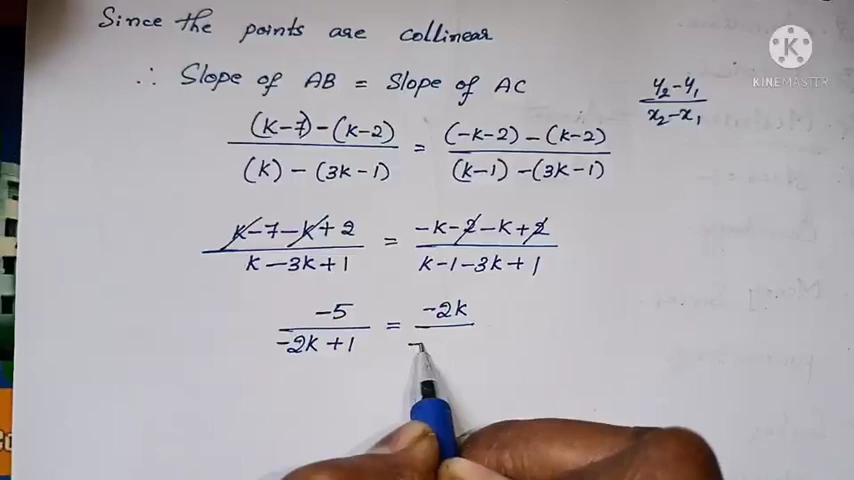 Since the points are collinear
∴ Slope of AB = Slope of AC
y₂-y₁ / x₂-x₁
(k-7)-(k-2) / (k)-(3k-1) = (-k-2)-(k-2) / (k-1)-(3k-1)
k-7-k+2 / k-3k+1 = -k-2-k+2 / k-1-3k+1
-5 / -2k+1 = -2k / -
K
KINEMASTER